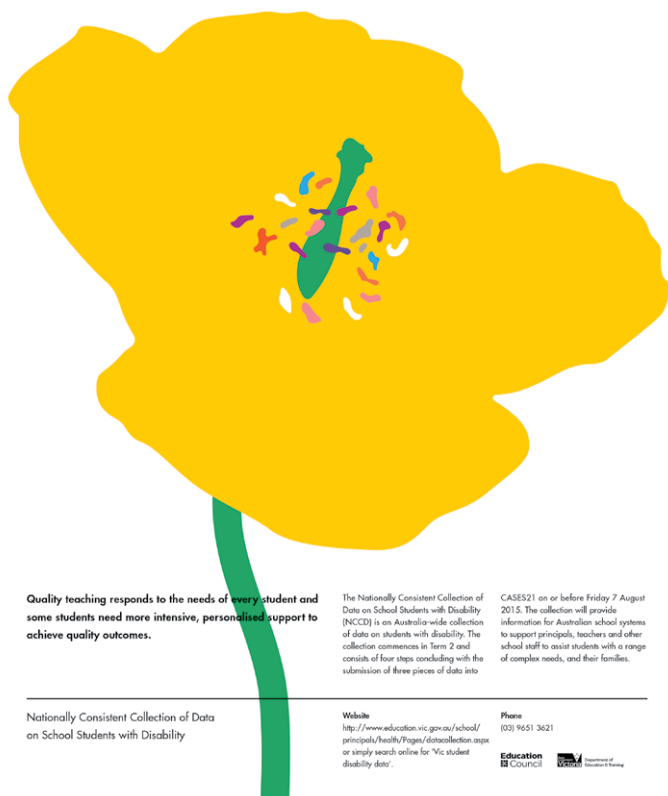 Quality teaching responds to the needs of every student and
some students need more intensive, personalised support to
achieve quality outcomes.
The Nationally Consistent Collection of
Data on School Students with Disability
(NCCD) is an Australia-wide collection
of data on students with disability. The
collection commences in Term 2 and
consists of four steps concluding with the
submission of three pieces of data into
CASES21 on or before Friday 7 August
2015. The collection will provide
information for Australian school systems
to support principals, teachers and other
school staff to assist students with a range
of complex needs, and their families.
Nationally Consistent Collection of Data
on School Students with Disability
Website
http://www.education.vic.gov.au/school/
principals/health/Pages/datacollection.aspx
or simply search online for 'Vic student
disability data'.
Phone
(03) 9651 3621
Education
Council
Victoria
Department of
Education & Training